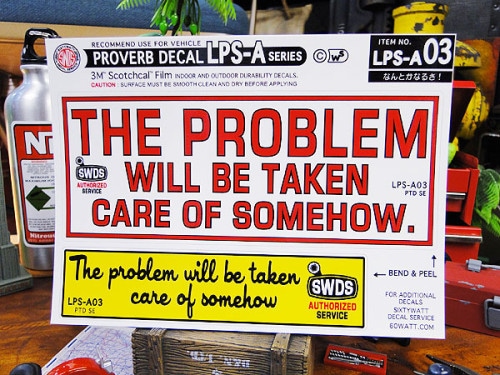 RECOMMEND USE FOR VEHICLE
PROVERB DECAL LPS-A SERIES
3M Scotchcal™ Film INDOOR AND OUTDOOR DURABILITY DECALS.
CAUTION : SURFACE MUST BE SMOOTH CLEAN AND DRY BEFORE APPLYING
SWDS
ITEM NO.
LPS-A03
なんとかなるさ!
THE PROBLEM
WILL BE TAKEN
CARE OF SOMEHOW.
SWDS
AUTHORIZED
SERVICE
LPS-A03
PTD SE
The problem will be taken
care of somehow
LPS-A03
PTD SE
SWDS
AUTHORIZED
SERVICE
← BEND & PEEL
FOR ADDITIONAL
DECALS
SIXTYWATT
DECAL SERVICE
60WATT.COM